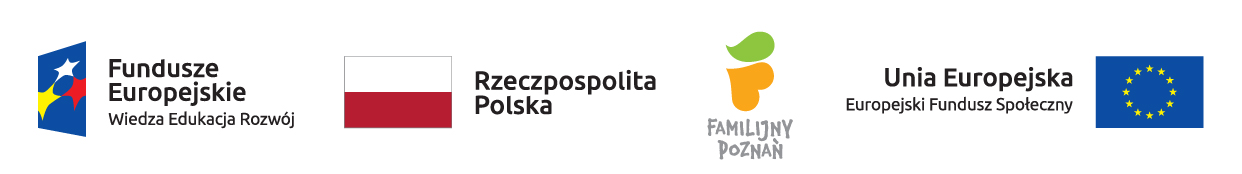 Fundusze
Europejskie
Wiedza Edukacja Rozwój
Rzeczpospolita
Polska
FAMILIJNY
POZNAŃ
Unia Europejska
Europejski Fundusz Społeczny